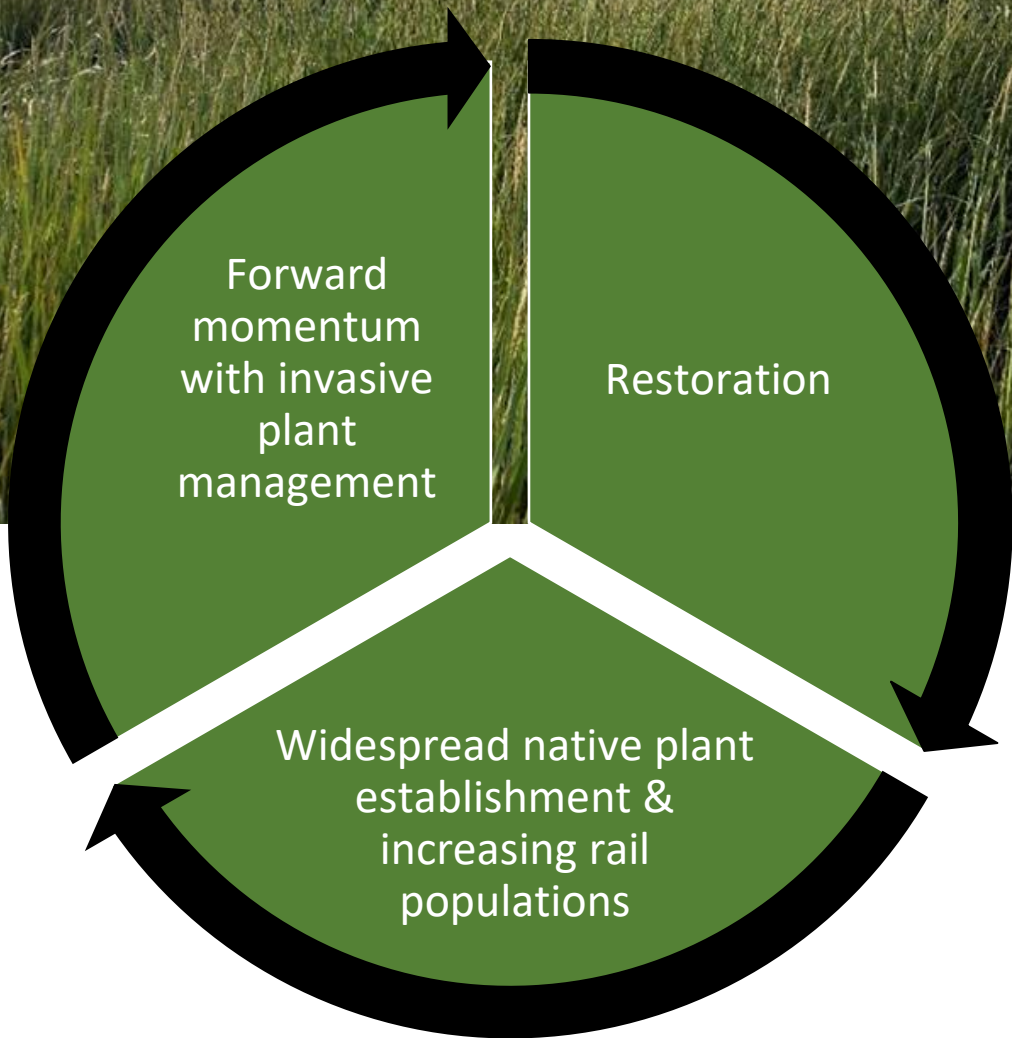 Forward
momentum
with invasive
plant
management
Restoration
Widespread native plant
establishment &
increasing rail
populations